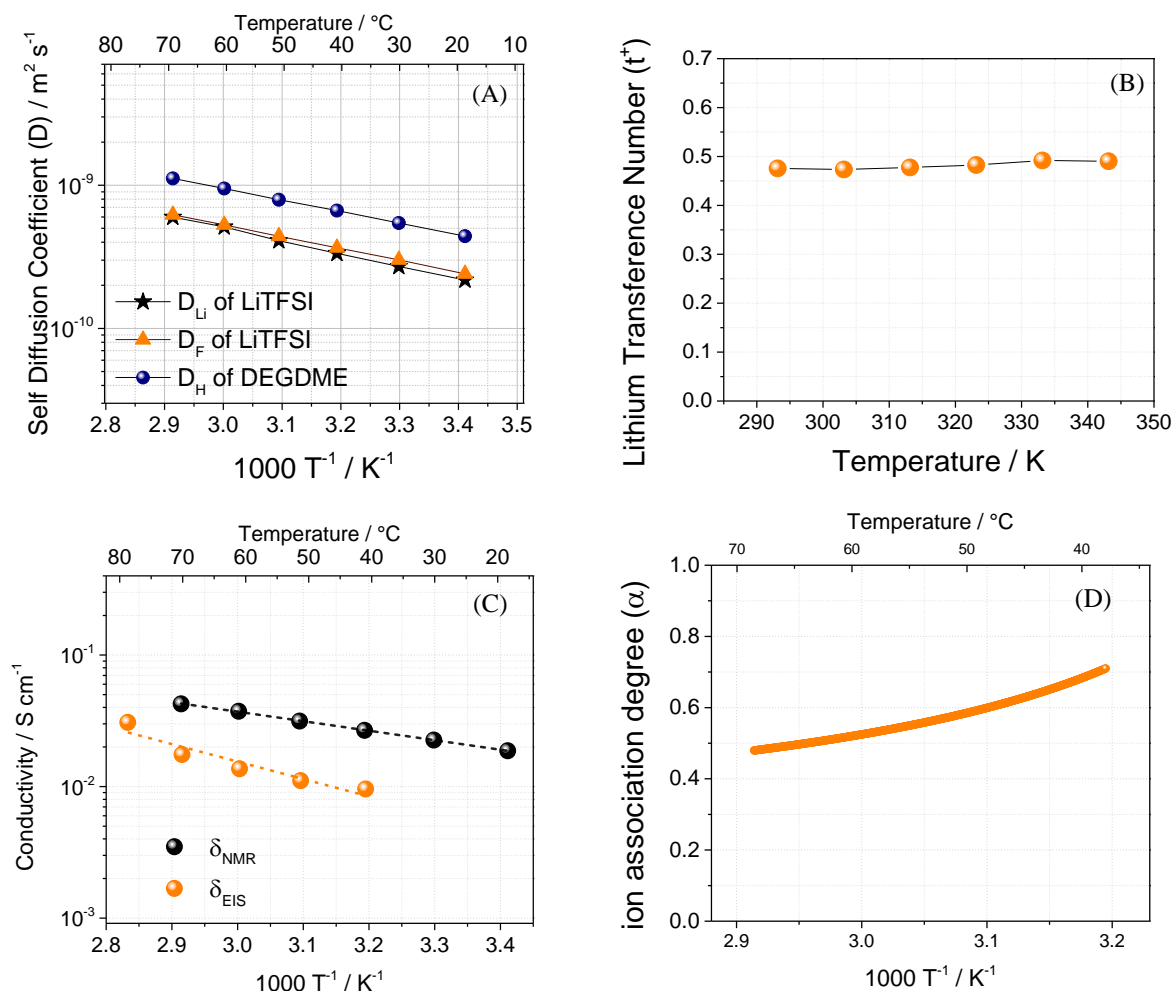 Temperature / °C
80 70 60 50 40 30 20 10
(A)
Self Diffusion Coefficient (D) / m² s⁻¹
10⁻⁹
10⁻¹⁰
D_Li of LiTFSI
D_F of LiTFSI
D_H of DEGDME
2.8 2.9 3.0 3.1 3.2 3.3 3.4 3.5
1000 T⁻¹ / K⁻¹
(B)
Lithium Transference Number (t⁺)
0.7
0.6
0.5
0.4
0.3
0.2
0.1
0.0
290 300 310 320 330 340 350
Temperature / K
Temperature / °C
80 70 60 50 40 30 20
(C)
Conductivity / S cm⁻¹
10⁻¹
10⁻²
10⁻³
δ_NMR
δ_EIS
2.8 2.9 3.0 3.1 3.2 3.3 3.4
1000 T⁻¹ / K⁻¹
Temperature / °C
70 60 50 40
(D)
ion association degree (α)
1.0
0.8
0.6
0.4
0.2
0.0
2.9 3.0 3.1 3.2
1000 T⁻¹ / K⁻¹